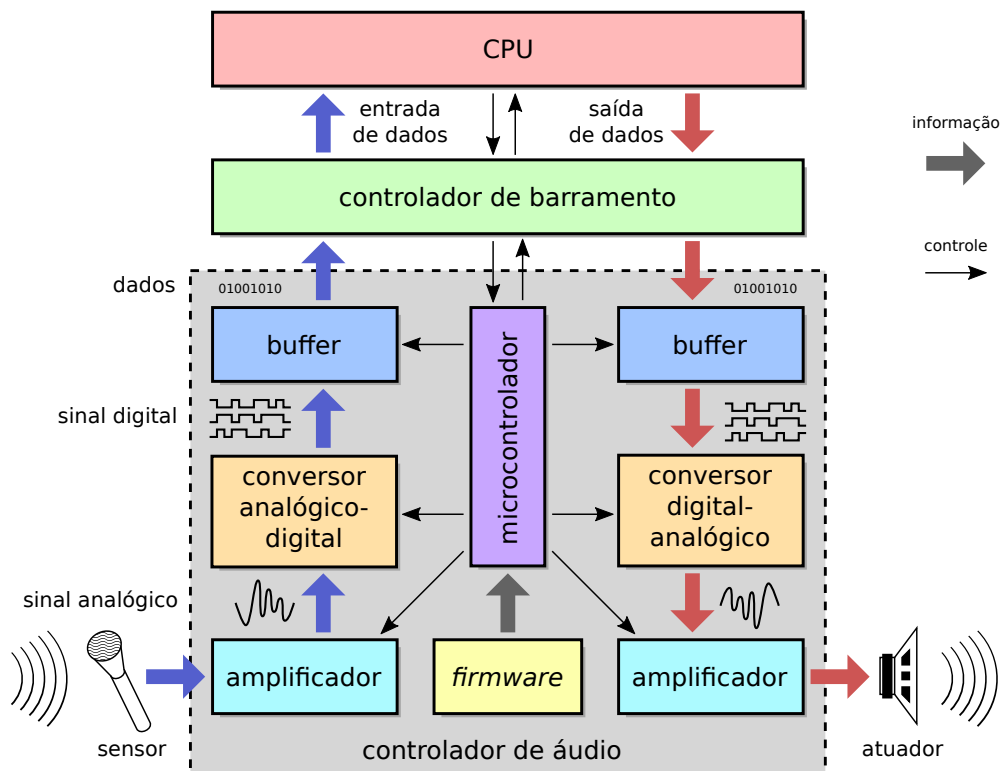 CPU
entrada
de dados
saída
de dados
informação
controlador de barramento
controle
dados
01001010
01001010
buffer
microcontrolador
buffer
sinal digital
conversor
analógico-
digital
conversor
digital-
analógico
sinal analógico
amplificador
firmware
amplificador
sensor
controlador de áudio
atuador